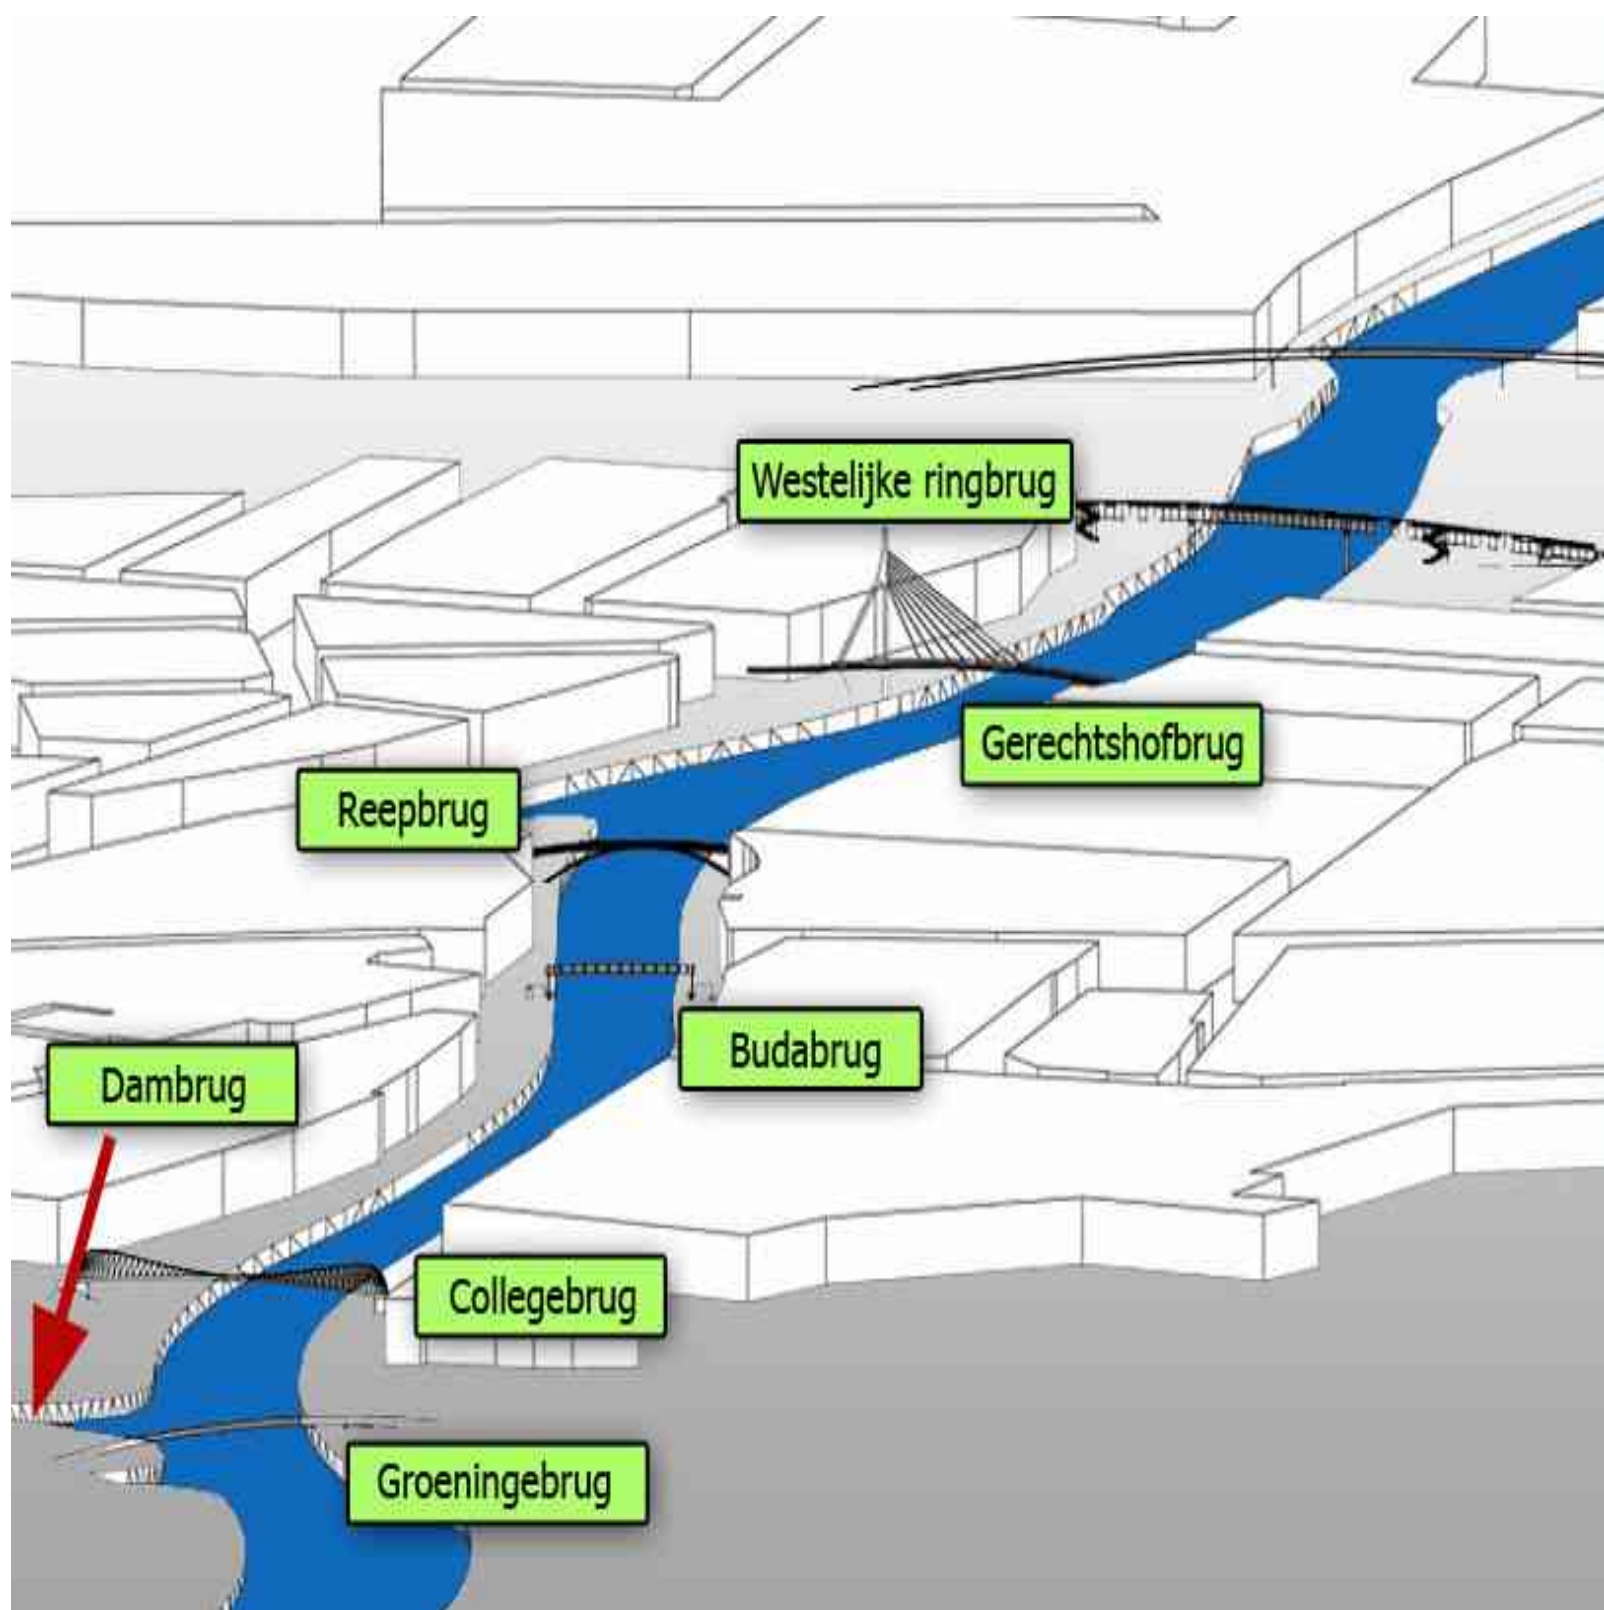 Westelijke ringbrug
Gerechtshofbrug
Reepbrug
Budabrug
Dambrug
Collegebrug
Groeningebrug